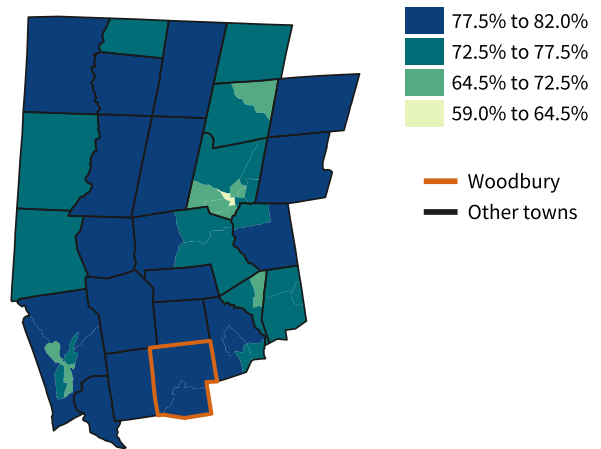 77.5% to 82.0%
72.5% to 77.5%
64.5% to 72.5%
59.0% to 64.5%
Woodbury
Other towns